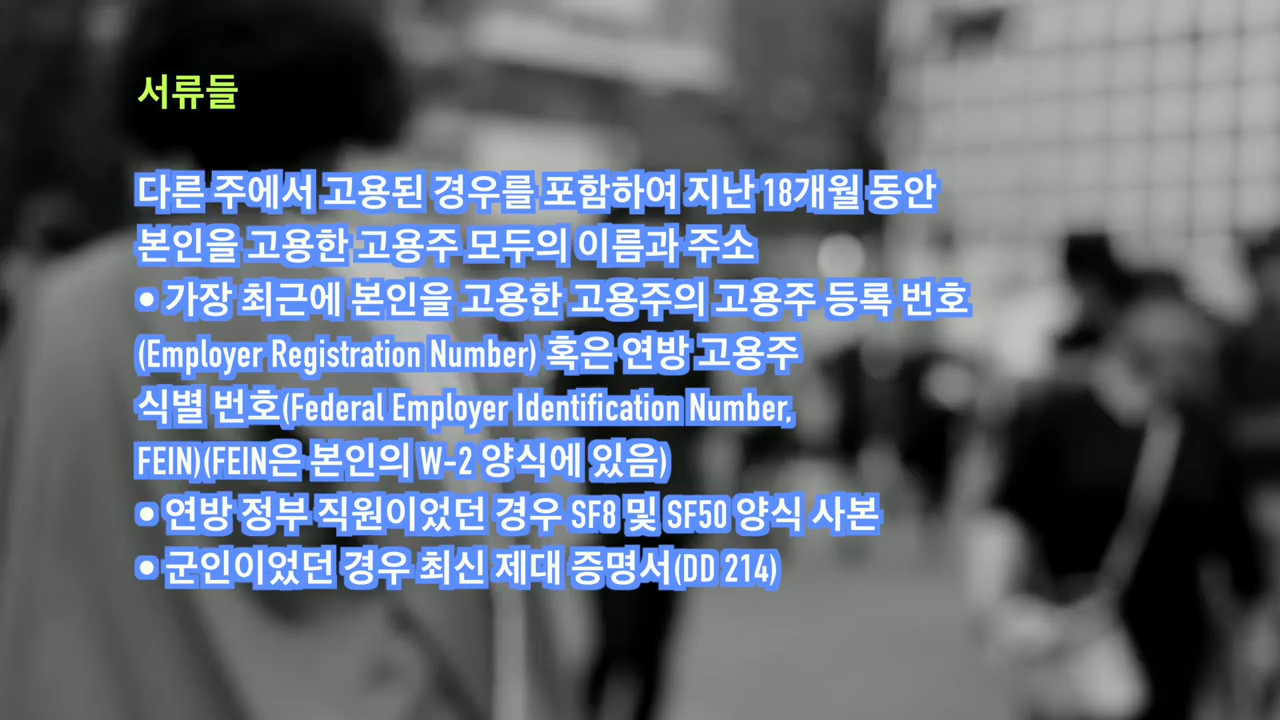 서류들
다른 주에서 고용된 경우를 포함하여 지난 18개월 동안
본인을 고용한 고용주 모두의 이름과 주소
• 가장 최근에 본인을 고용한 고용주의 고용주 등록 번호
(Employer Registration Number) 혹은 연방 고용주
식별 번호(Federal Employer Identification Number,
FEIN)(FEIN은 본인의 W-2 양식에 있음)
• 연방 정부 직원이었던 경우 SF8 및 SF50 양식 사본
• 군인이었던 경우 최신 제대 증명서(DD 214)